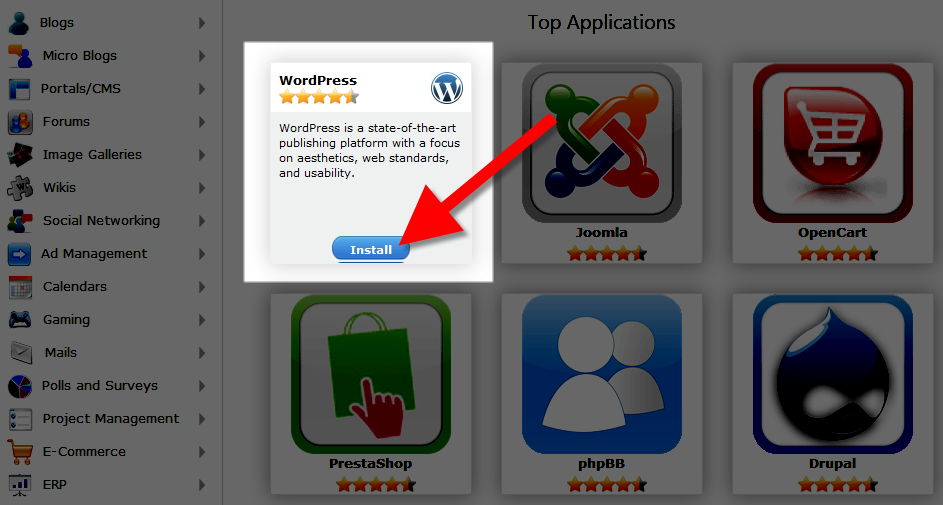 Blogs
Micro Blogs
Portals/CMS
Forums
Image Galleries
Wikis
Social Networking
Ad Management
Calendars
Gaming
Mails
Polls and Surveys
Project Management
E-Commerce
ERP
Top Applications
WordPress
WordPress is a state-of-the-art
publishing platform with a focus
on aesthetics, web standards,
and usability.
Install
Joomla
OpenCart
PrestaShop
phpBB
Drupal